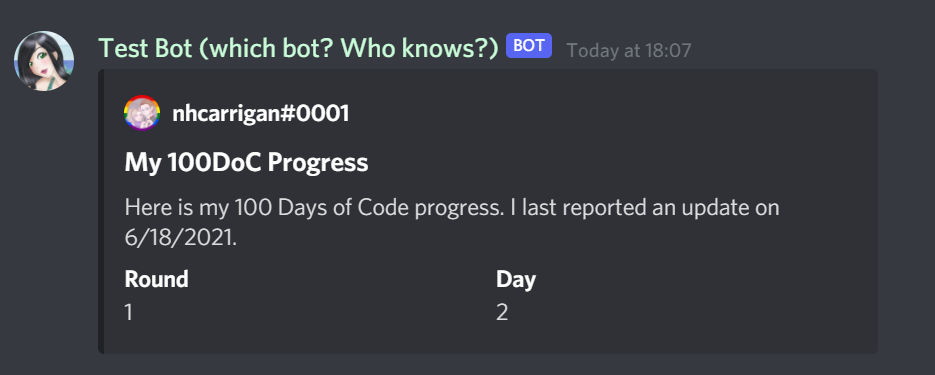 Test Bot (which bot? Who knows?) BOT Today at 18:07
nhcarrigan#0001
My 100DoC Progress
Here is my 100 Days of Code progress. I last reported an update on
6/18/2021.
Round Day
1 2